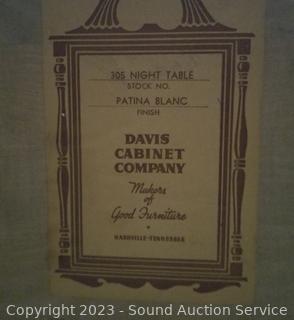 305 NIGHT TABLE
STOCK NO.
PATINA BLANC
FINISH
DAVIS
CABINET
COMPANY
Makers
of
Good Furniture
NASHVILLE-TENNESSEE
Copyright 2023 - Sound Auction Service